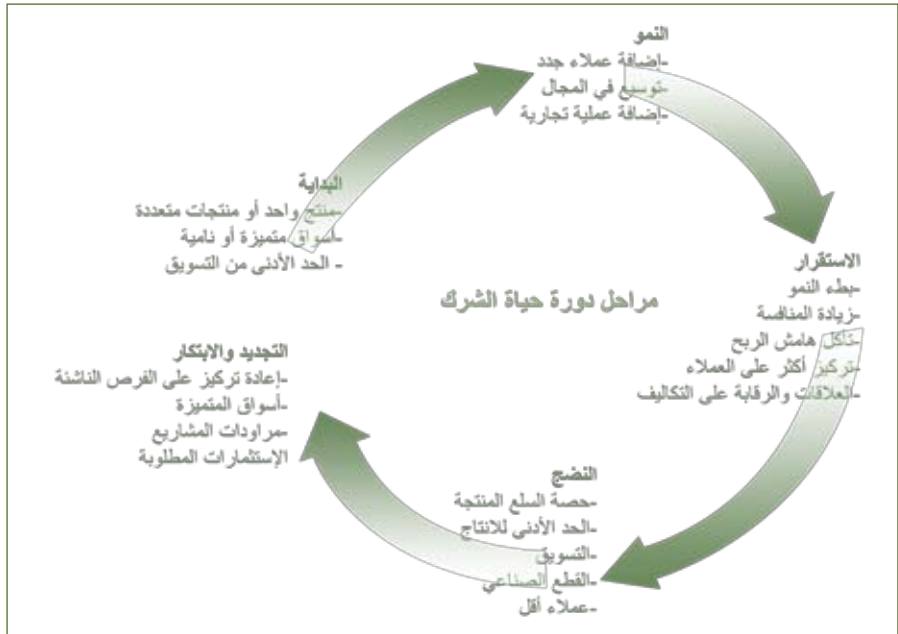 النمو
-إضافة عملاء جدد
-توسيع في المجال
-إضافة عملية تجارية
البداية
-منتج واحد أو منتجات متعددة
-أسواق متميزة أو نامية
- الحد الأدنى من التسويق
الاستقرار
-بطء النمو
-زيادة المنافسة
-تآكل هامش الربح
-تركيز أكثر على العملاء
-العلاقات والرقابة على التكاليف
مراحل دورة حياة الشرك
التجديد والابتكار
-إعادة تركيز على الفرص الناشئة
-أسواق المتميزة
-مراودات المشاريع
الإستثمارات المطلوبة
النضج
-حصة السلع المنتجة
-الحد الأدنى للانتاج
-التسويق
-القطع الصناعي
-عملاء أقل